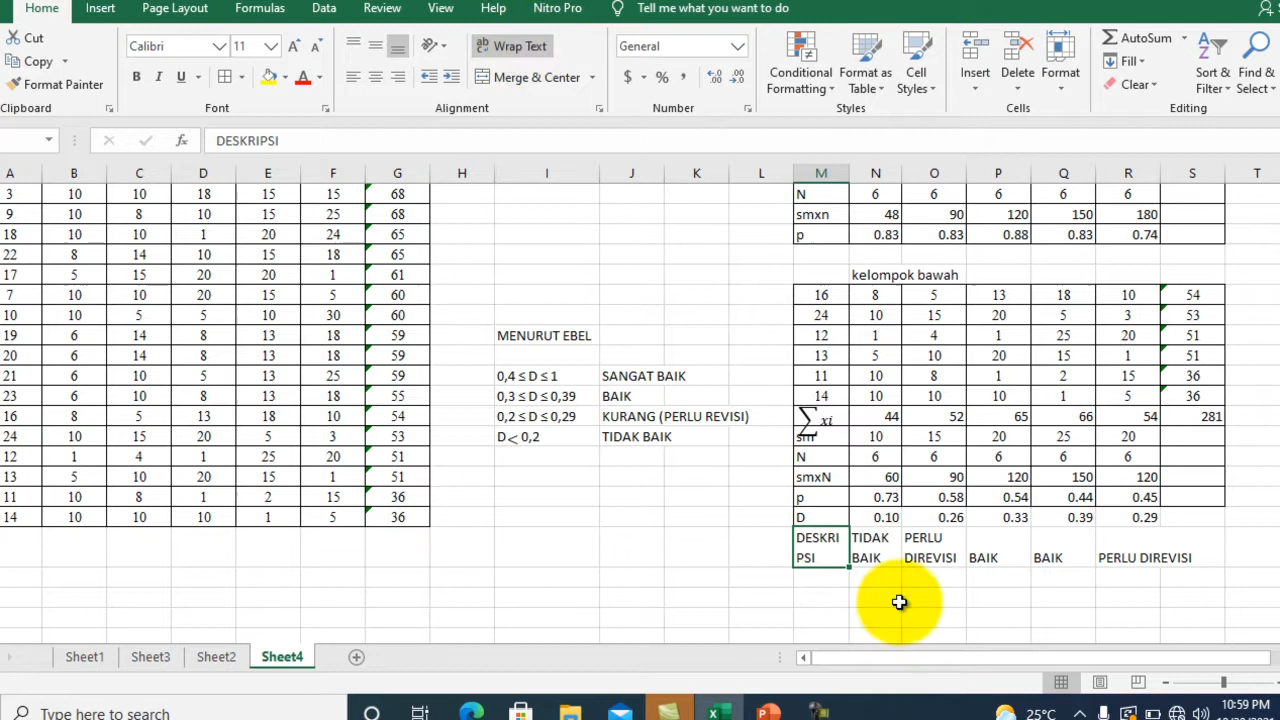 Home Insert Page Layout Formulas Data Review View Help Nitro Pro Tell me what you want to do
Cut
Copy
Format Painter
Clipboard
Calibri 11
B I U A
Font
Wrap Text
Merge & Center
Alignment
General
$ % ,
Number
Conditional Formatting
Format as Table
Cell Styles
Styles
Insert Delete Format
Cells
AutoSum
Fill
Clear
Sort & Filter
Find & Select
Editing
fx DESKRIPSI
A B C D E F G H I J K L M N O P Q R S T
3 10 10 18 15 15 68 N 6 6 6 6 6
9 10 8 10 15 25 68 smxn 48 90 120 150 180
18 10 10 1 20 24 65 p 0.83 0.83 0.88 0.83 0.74
22 8 14 10 15 18 65
17 5 15 20 20 1 61 kelompok bawah
7 10 10 20 15 5 60 16 8 5 13 18 10 54
10 10 5 5 10 30 60 24 10 15 20 5 3 53
19 6 14 8 13 18 59 MENURUT EBEL 12 1 4 1 25 20 51
20 6 14 8 13 18 59 13 5 10 20 15 1 51
21 6 10 5 13 25 59 0,4 ≤ D ≤ 1 SANGAT BAIK 11 10 8 1 2 15 36
23 6 10 8 13 18 55 0,3 ≤ D ≤ 0,39 BAIK 14 10 10 10 1 5 36
16 8 5 13 18 10 54 0,2 ≤ D ≤ 0,29 KURANG (PERLU REVISI) ∑xi 44 52 65 66 54 281
24 10 15 20 5 3 53 D< 0,2 TIDAK BAIK sm 10 15 20 25 20
12 1 4 1 25 20 51 N 6 6 6 6 6
13 5 10 20 15 1 51 smxN 60 90 120 150 120
11 10 8 1 2 15 36 p 0.73 0.58 0.54 0.44 0.45
14 10 10 10 1 5 36 D 0.10 0.26 0.33 0.39 0.29
DESKRI TIDAK PERLU
PSI BAIK DIREVISI BAIK BAIK PERLU DIREVISI
Sheet1 Sheet3 Sheet2 Sheet4
Type here to search
25°C
10:59 PM